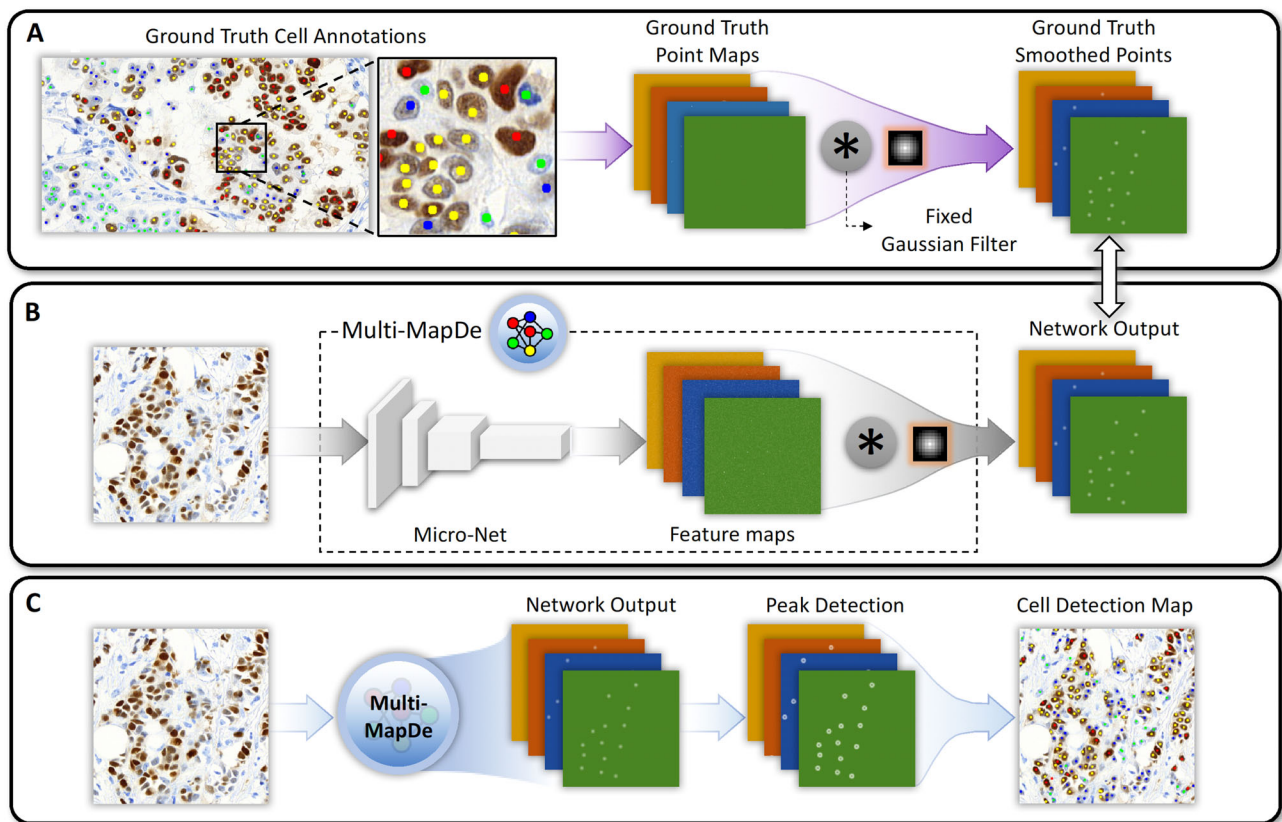 A
Ground Truth Cell Annotations
Ground Truth
Point Maps
Ground Truth
Smoothed Points
*
Fixed
Gaussian Filter
B
Multi-MapDe
Network Output
*
Micro-Net
Feature maps
C
Network Output
Peak Detection
Cell Detection Map
Multi-
MapDe